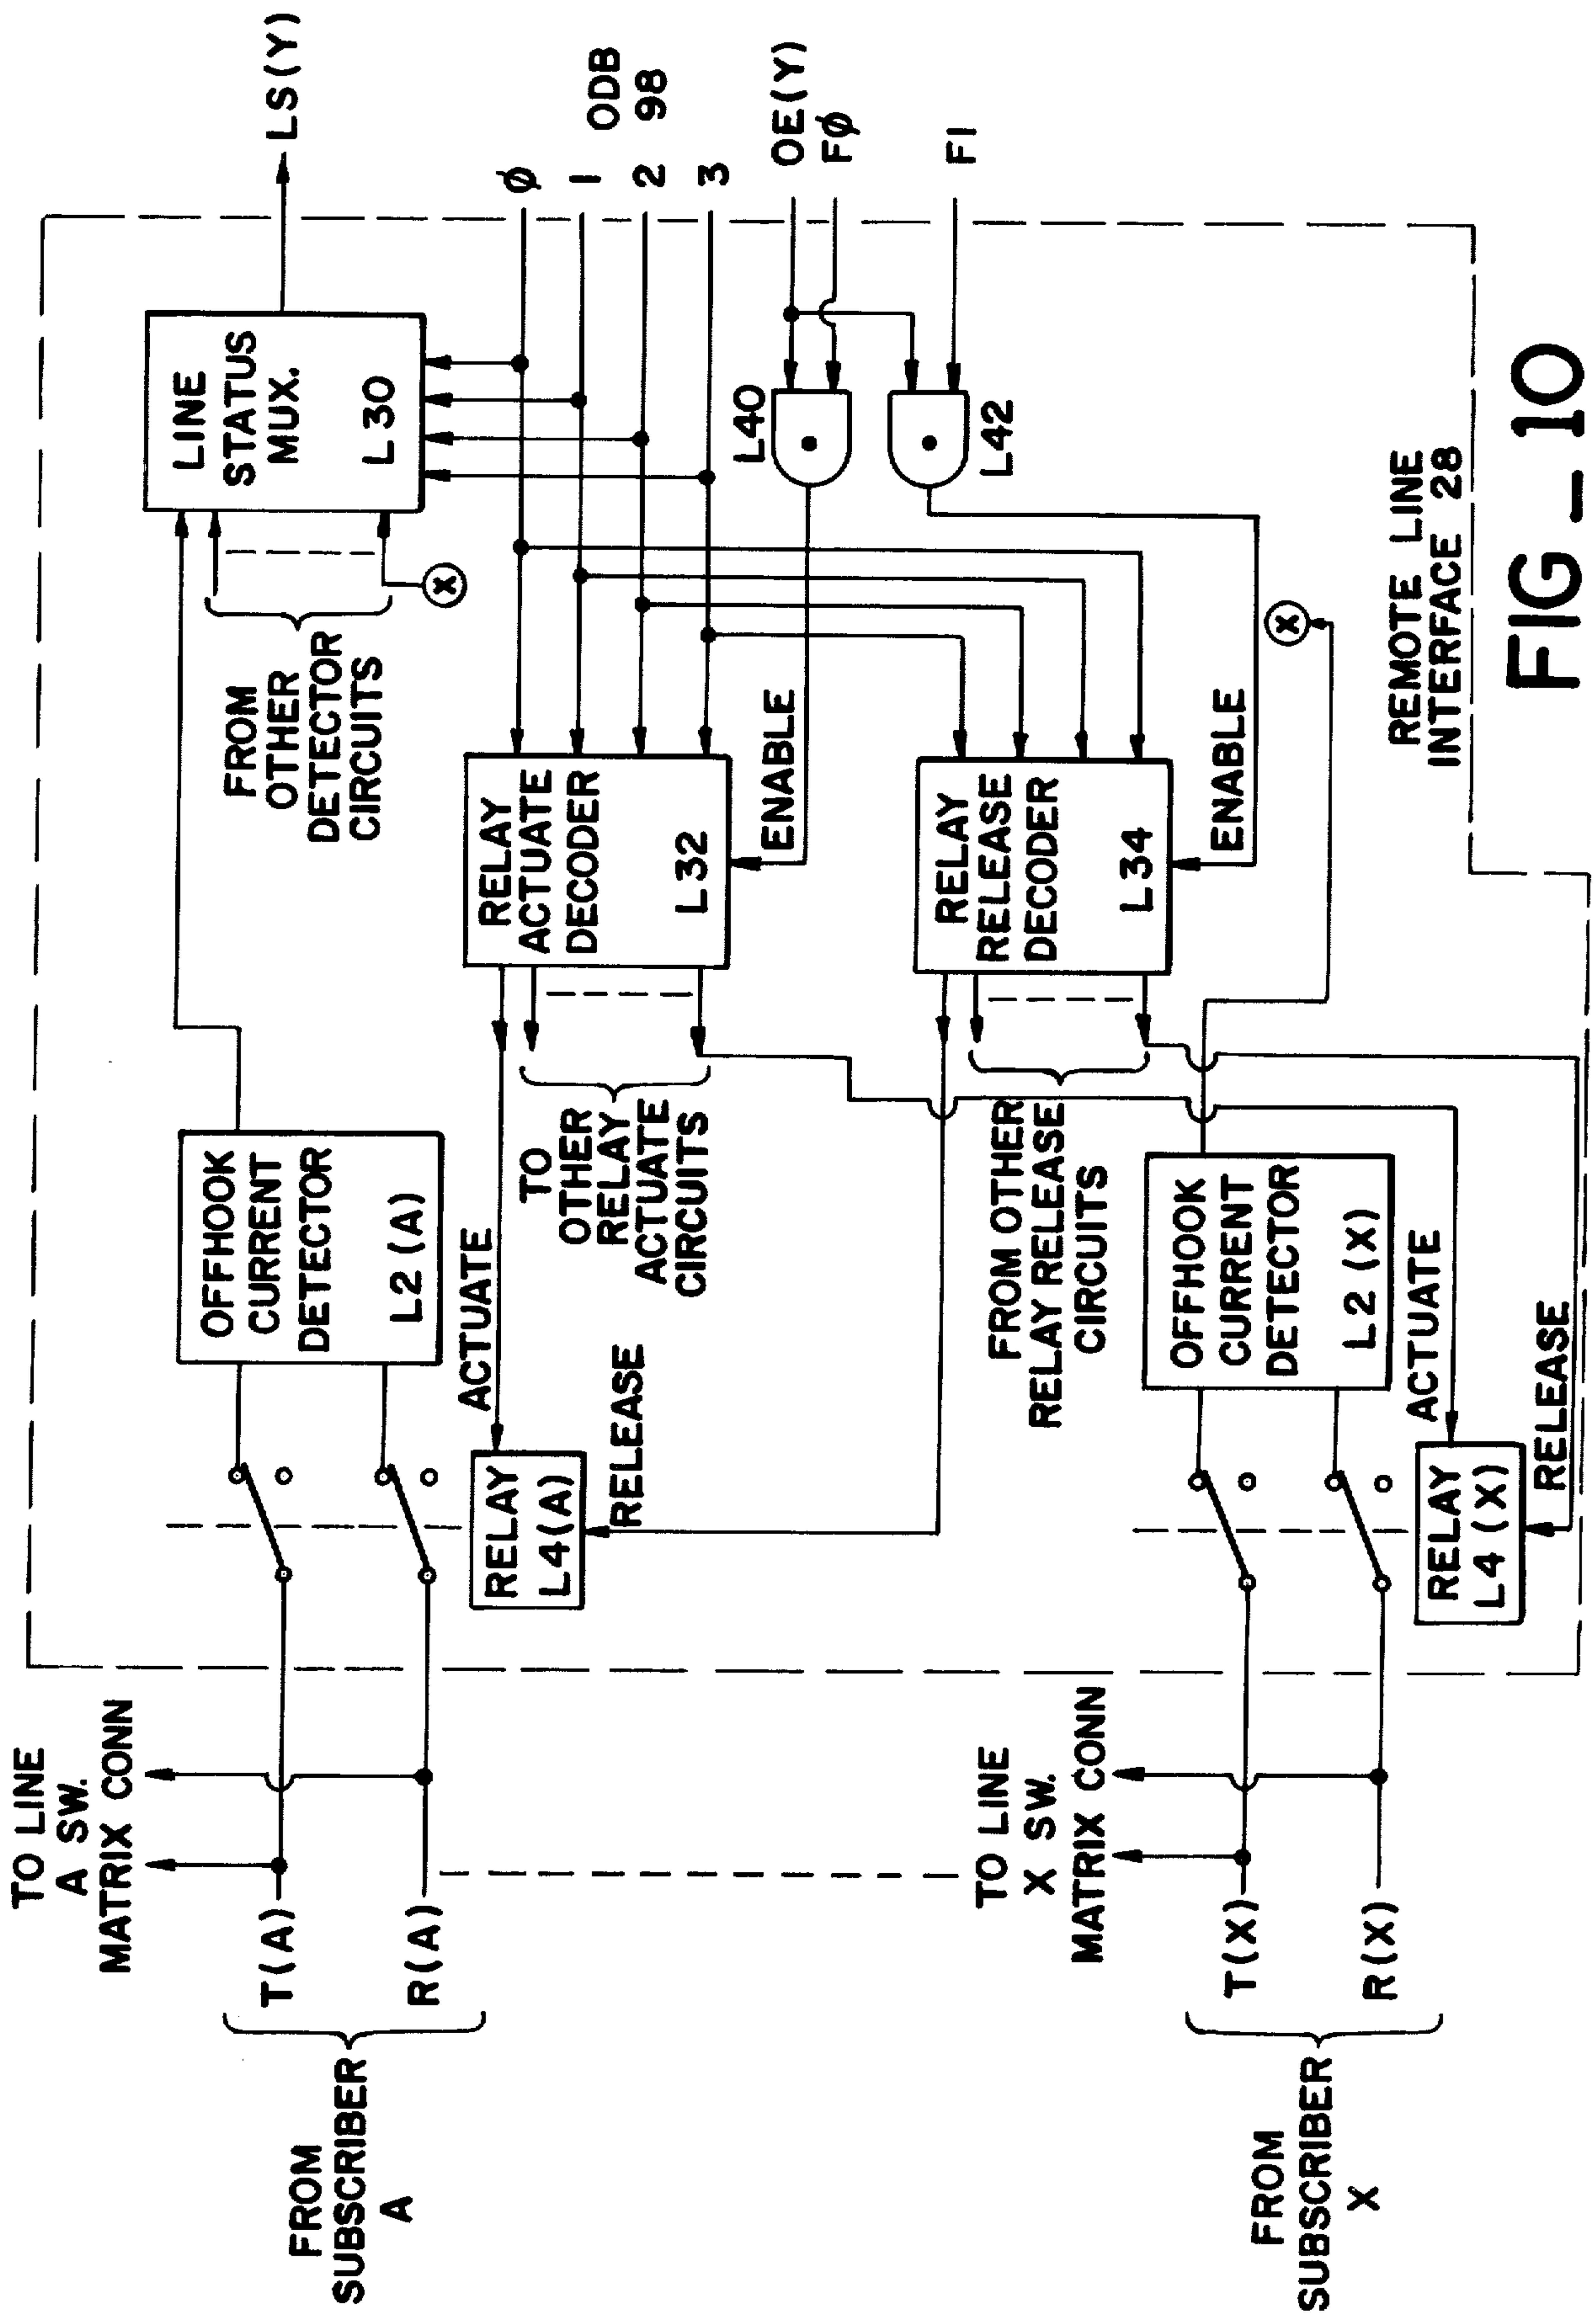 FROM
SUBSCRIBER
A
T(A)
R(A)
TO LINE
A SW.
MATRIX CONN
OFFHOOK
CURRENT
DETECTOR
L2(A)
RELAY
L4(A)
ACTUATE
RELEASE
TO
OTHER
RELAY
ACTUATE
CIRCUITS
RELAY
ACTUATE
DECODER
L32
ENABLE
FROM
OTHER
DETECTOR
CIRCUITS
X
LINE
STATUS
MUX.
L30
LS(Y)
ODB
98
Ø
1
2
3
OE(Y)
FØ
F1
L40
L42
RELAY
RELEASE
DECODER
L34
ENABLE
X
FROM OTHER
RELAY RELEASE
CIRCUITS
FROM
SUBSCRIBER
X
T(X)
R(X)
TO LINE
X SW.
MATRIX CONN
OFFHOOK
CURRENT
DETECTOR
L2(X)
RELAY
L4(X)
ACTUATE
RELEASE
REMOTE LINE
INTERFACE 28
FIG_10